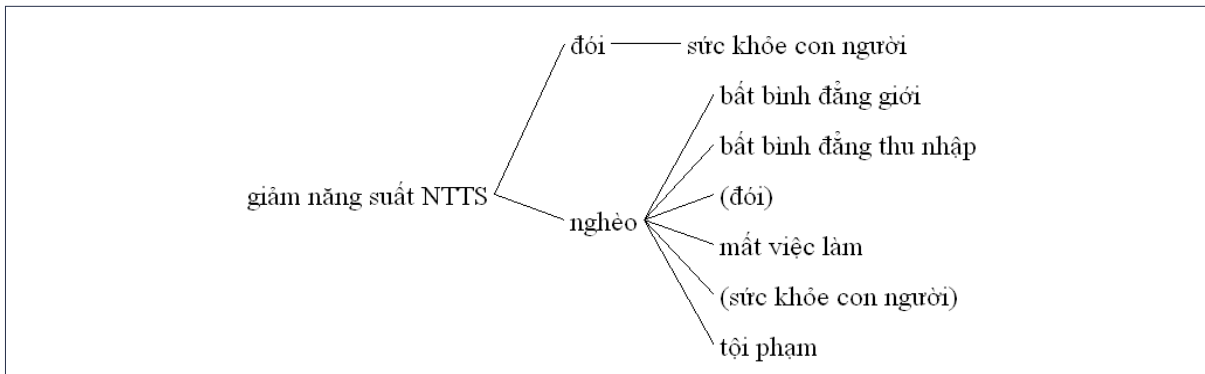 đói
sức khỏe con người
bất bình đẳng giới
bất bình đẳng thu nhập
giảm năng suất NTTS
nghèo
(đói)
mất việc làm
(sức khỏe con người)
tội phạm